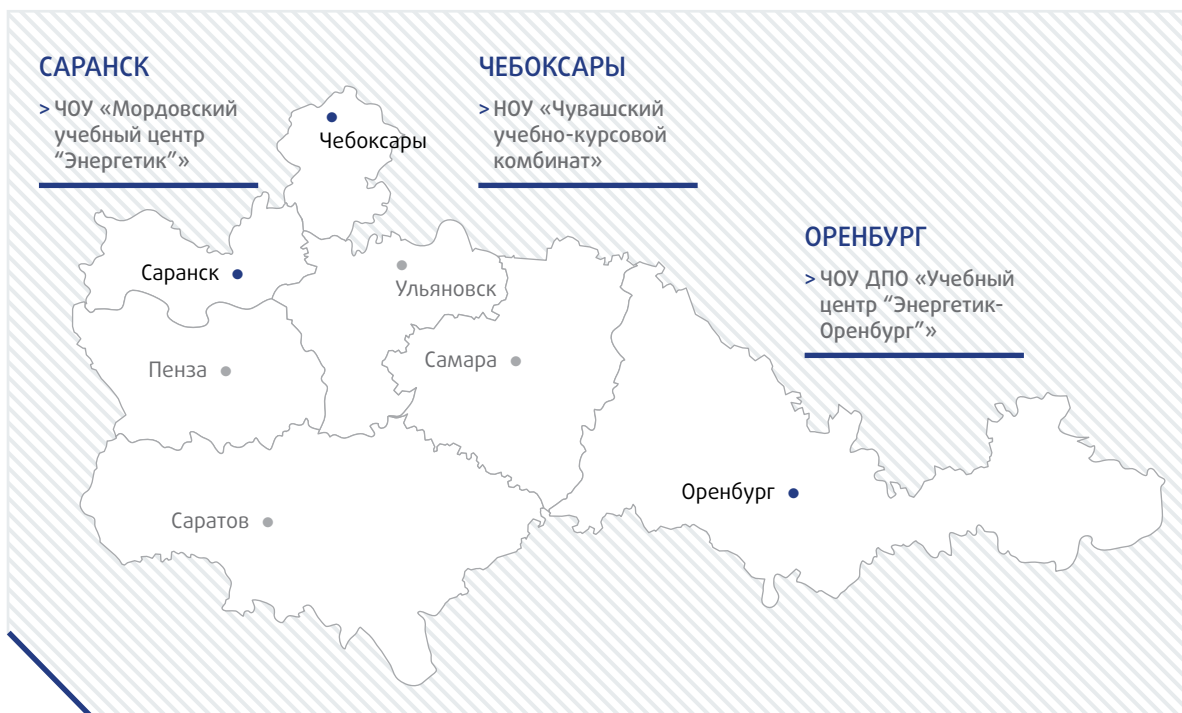 САРАНСК
> ЧОУ «Мордовский
учебный центр
“Энергетик”»
ЧЕБОКСАРЫ
> НОУ «Чувашский
учебно-курсовой
комбинат»
ОРЕНБУРГ
> ЧОУ ДПО «Учебный
центр “Энергетик-
Оренбург”»
Чебоксары
Саранск
Ульяновск
Пенза
Самара
Оренбург
Саратов